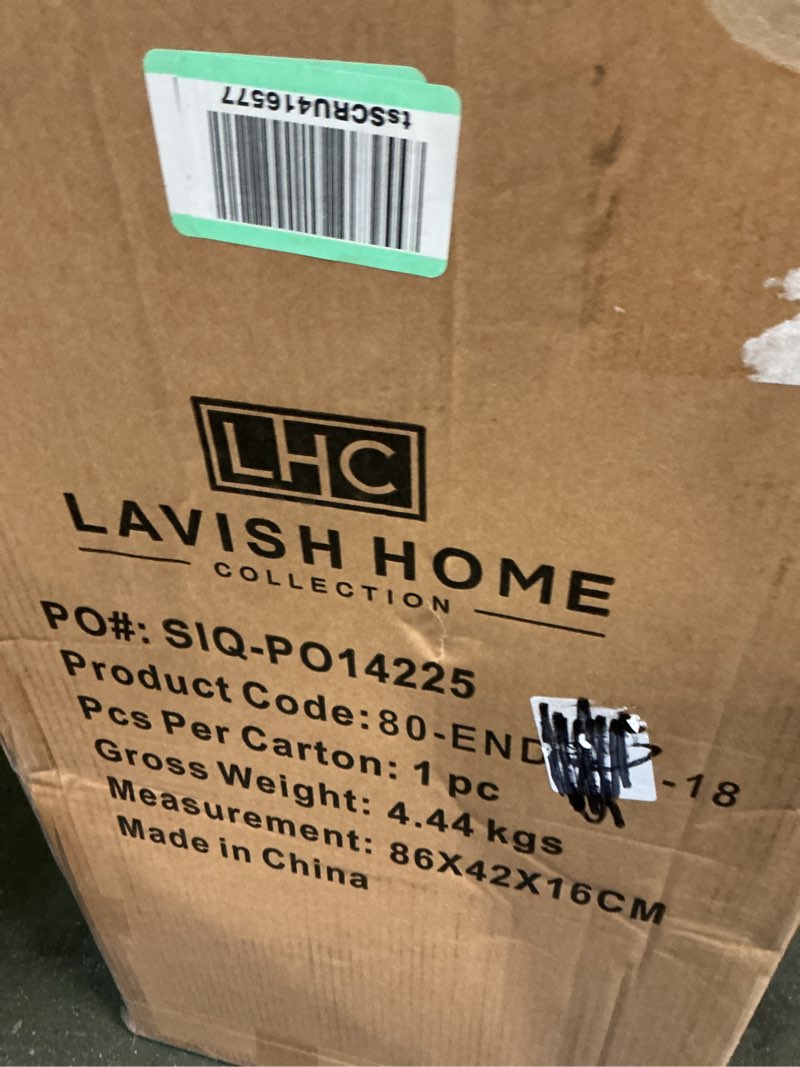 tsSCRU416577
LHC
LAVISH HOME
COLLECTION
PO#: SIQ-PO14225
Product Code: 80-END -18
Pcs Per Carton: 1 pc
Gross Weight: 4.44 kgs
Measurement: 86X42X16CM
Made in China